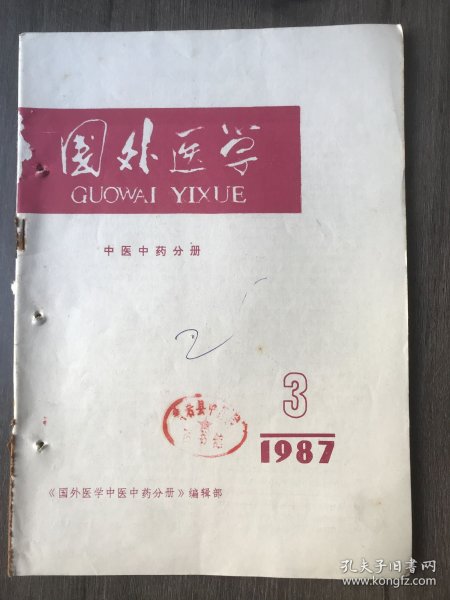 国外医学
GUOWAI YIXUE
中医中药分册
2
3
1987
《国外医学中医中药分册》编辑部
孔夫子旧书网
www.kongfz.com